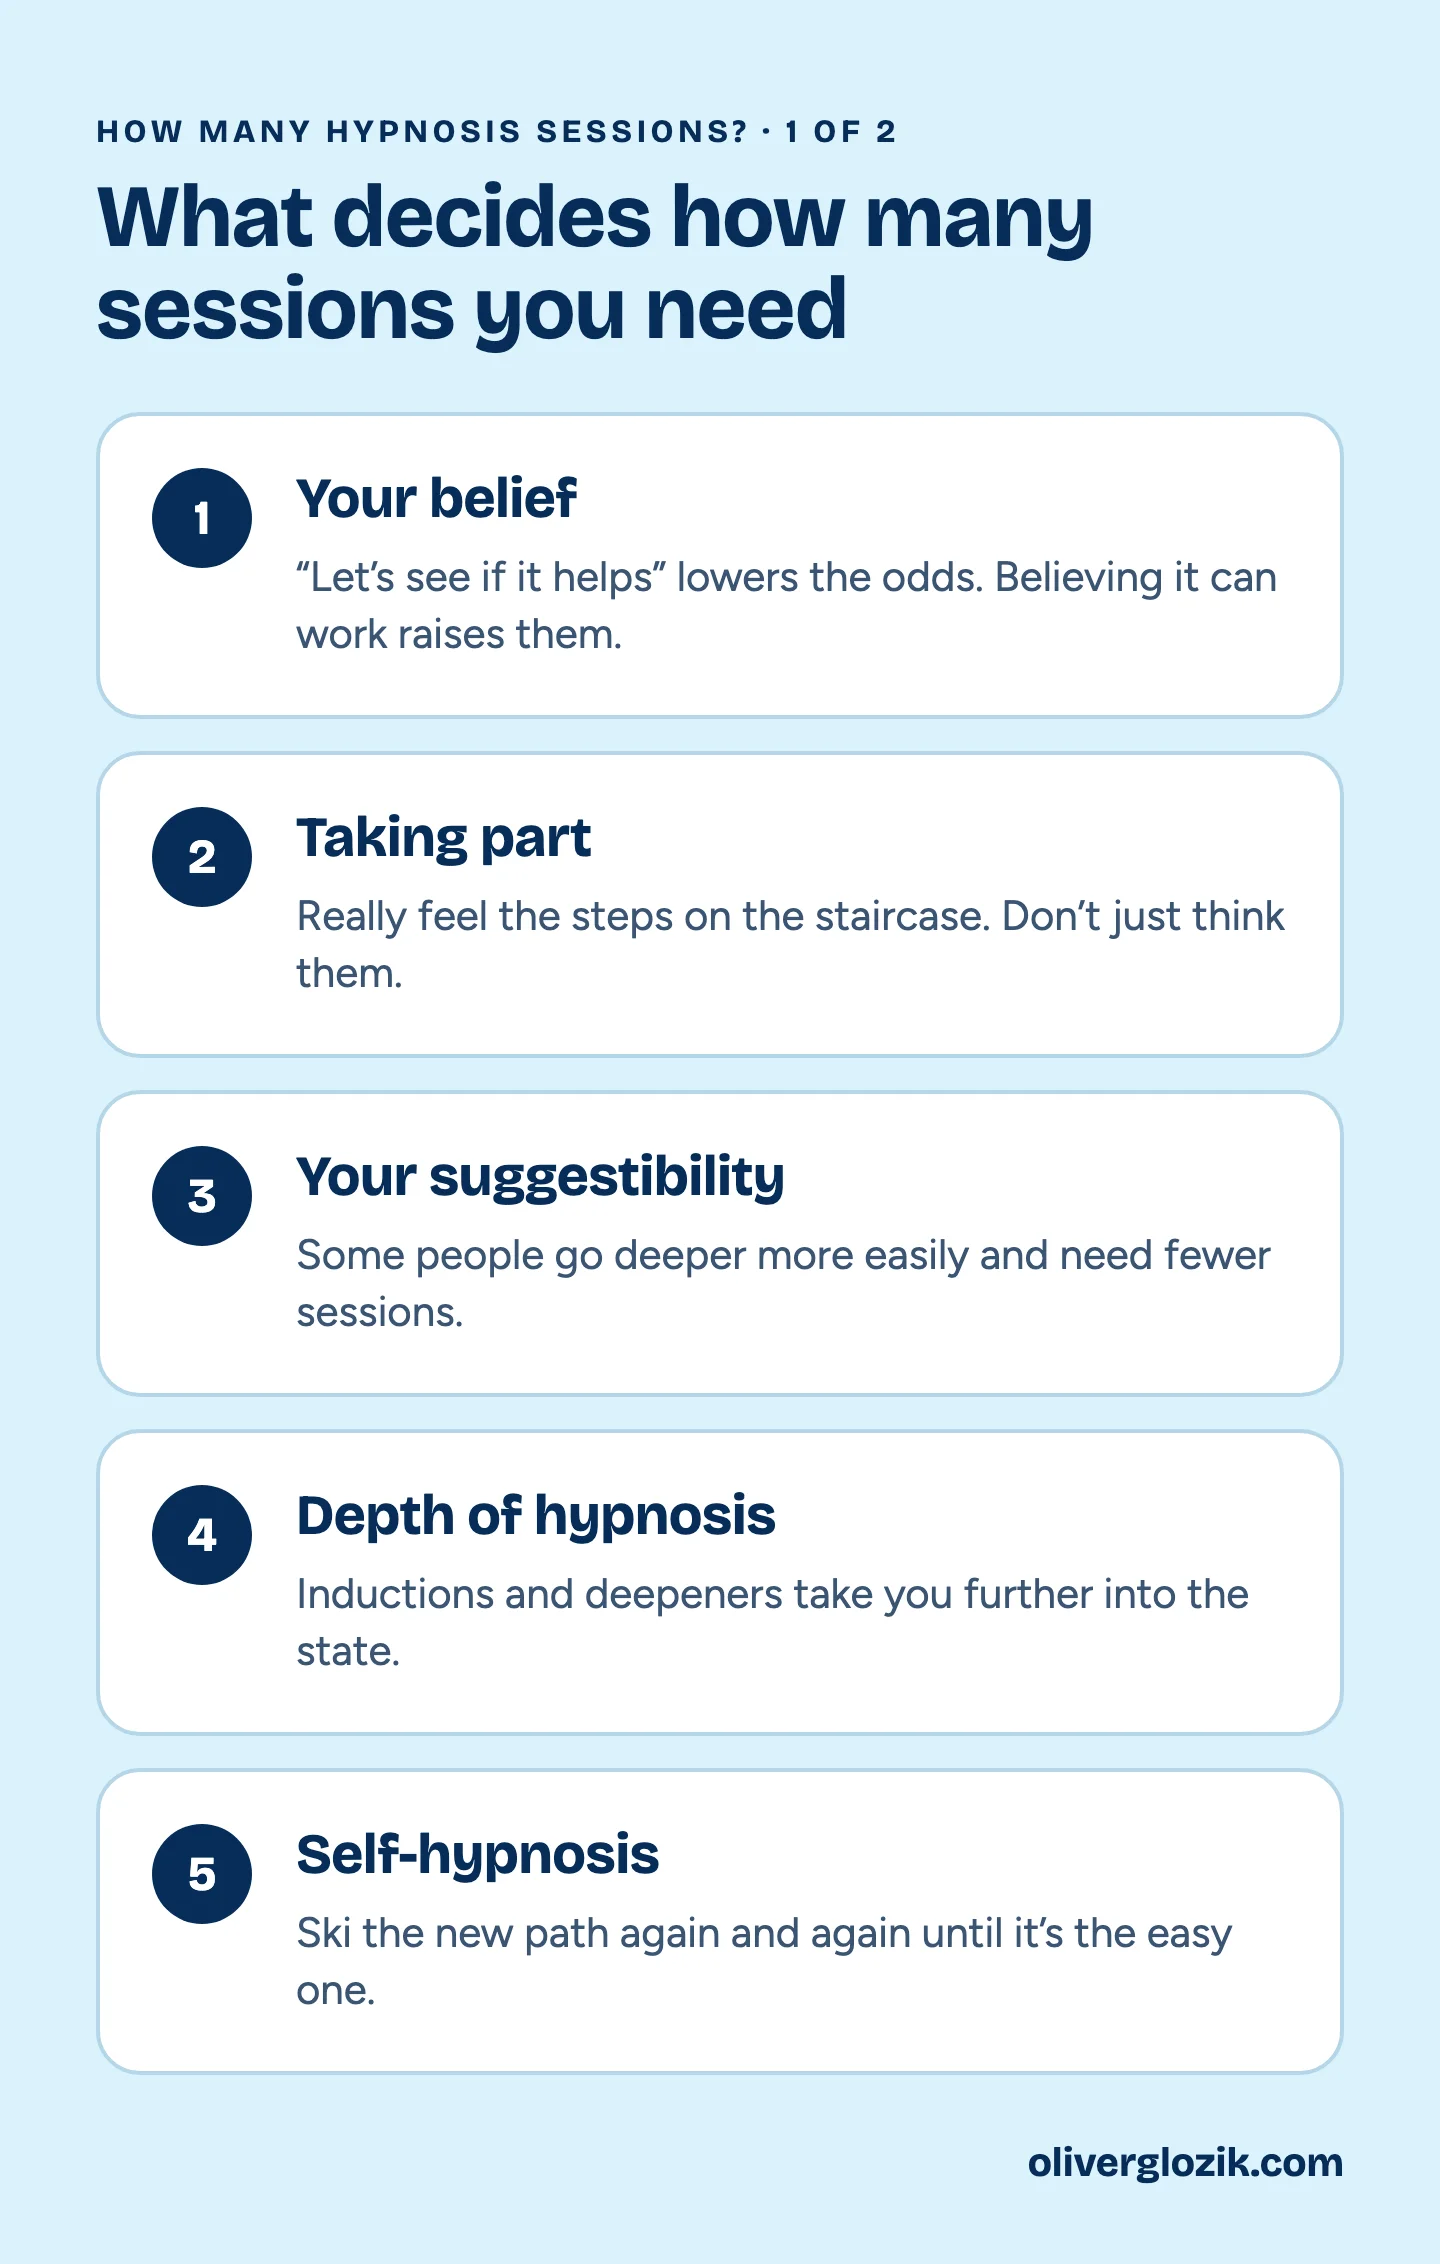 HOW MANY HYPNOSIS SESSIONS? · 1 OF 2
What decides how many
sessions you need
1
Your belief
“Let’s see if it helps” lowers the odds. Believing it can
work raises them.
2
Taking part
Really feel the steps on the staircase. Don’t just think
them.
3
Your suggestibility
Some people go deeper more easily and need fewer
sessions.
4
Depth of hypnosis
Inductions and deepeners take you further into the
state.
5
Self-hypnosis
Ski the new path again and again until it’s the easy
one.
oliverglozik.com